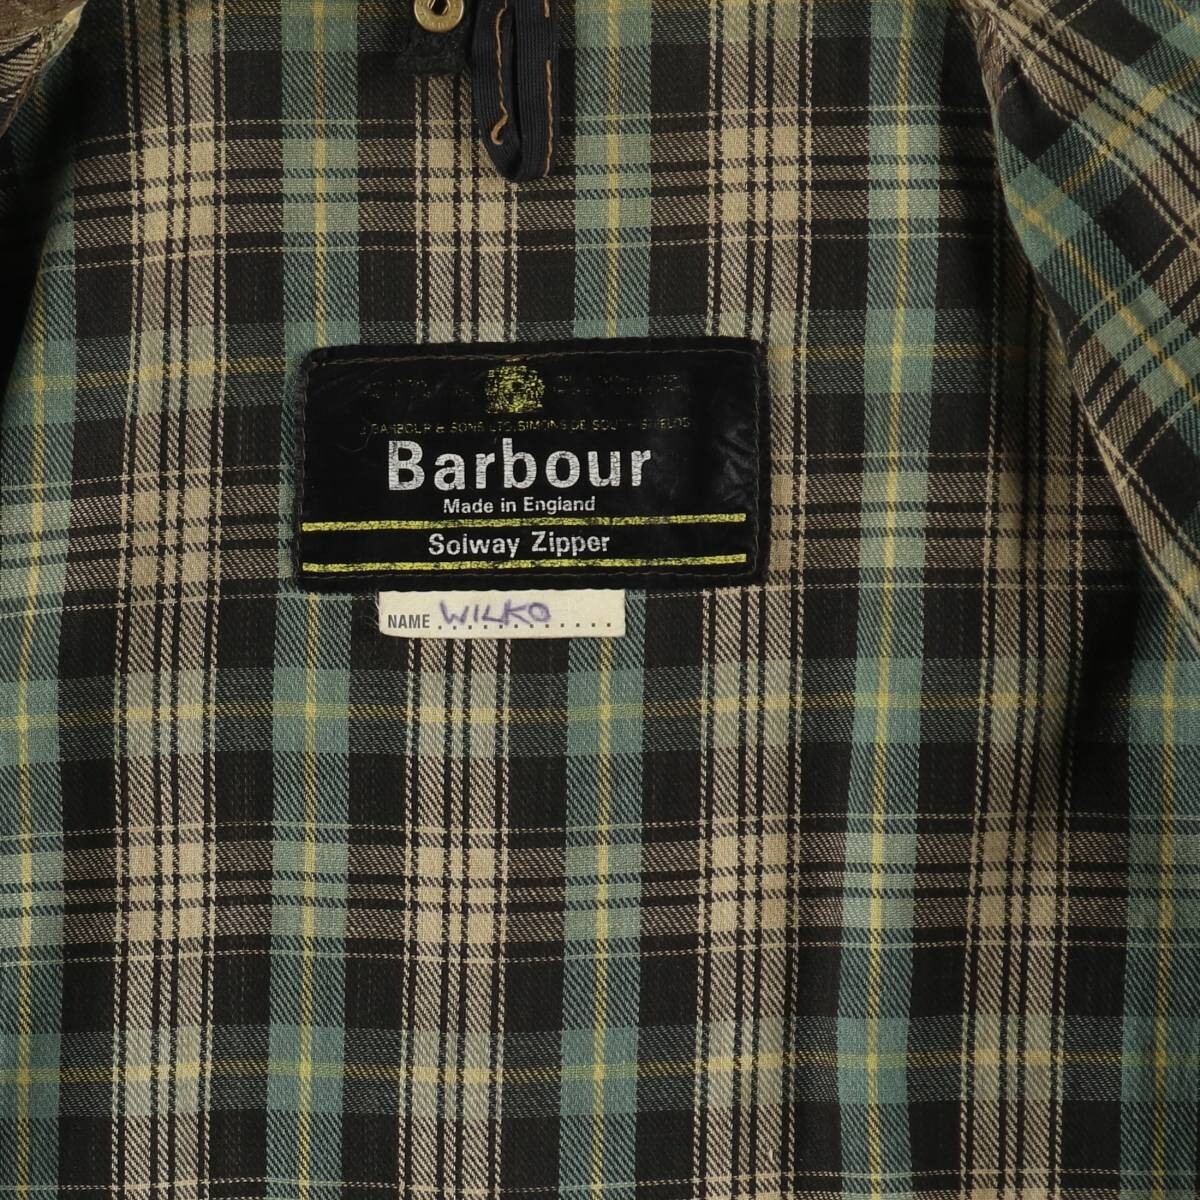 J. BARBOUR & SONS LTD. SIMONSIDE SOUTH SHIELDS
Barbour
Made in England
Solway Zipper
NAME WILKO